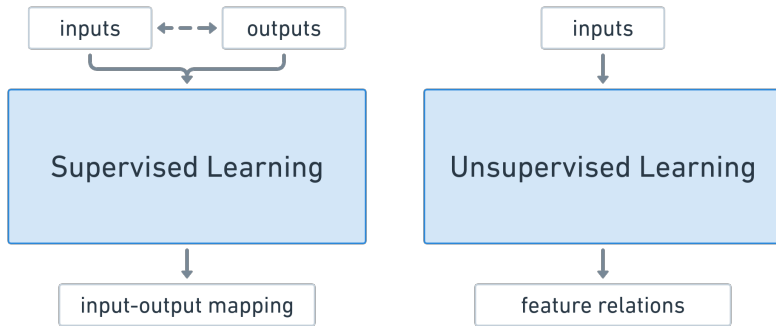 inputs
outputs
inputs
Supervised Learning
Unsupervised Learning
input-output mapping
feature relations